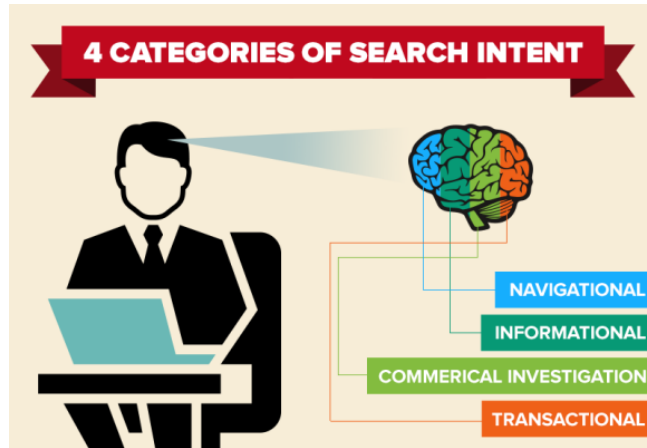 4 CATEGORIES OF SEARCH INTENT
NAVIGATIONAL
INFORMATIONAL
COMMERICAL INVESTIGATION
TRANSACTIONAL